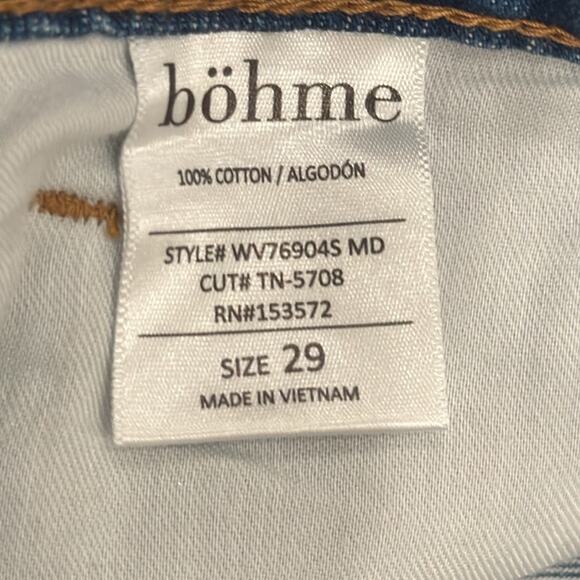 böhme
100% COTTON / ALGODÓN
STYLE# WV76904S MD
CUT# TN-5708
RN#153572
SIZE 29
MADE IN VIETNAM